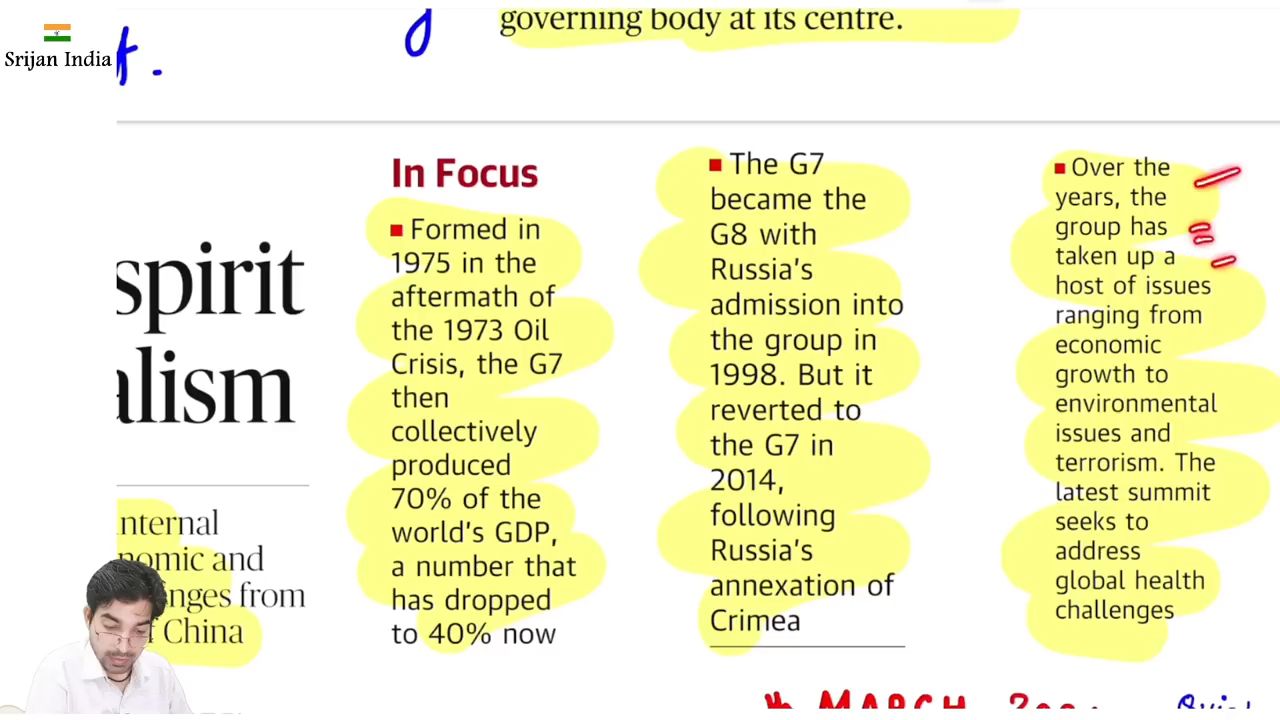 governing body at its centre.
Srijan India
t.
In Focus
Formed in
1975 in the
aftermath of
the 1973 Oil
Crisis, the G7
then
collectively
produced
70% of the
world's GDP,
a number that
has dropped
to 40% now
The G7
became the
G8 with
Russia's
admission into
the group in
1998. But it
reverted to
the G7 in
2014,
following
Russia's
annexation of
Crimea
Over the
years, the
group has
taken up a
host of issues
ranging from
economic
growth to
environmental
issues and
terrorism. The
latest summit
seeks to
address
global health
challenges
spirit
alism
nternal
nomic and
nges from
f China
MARCH